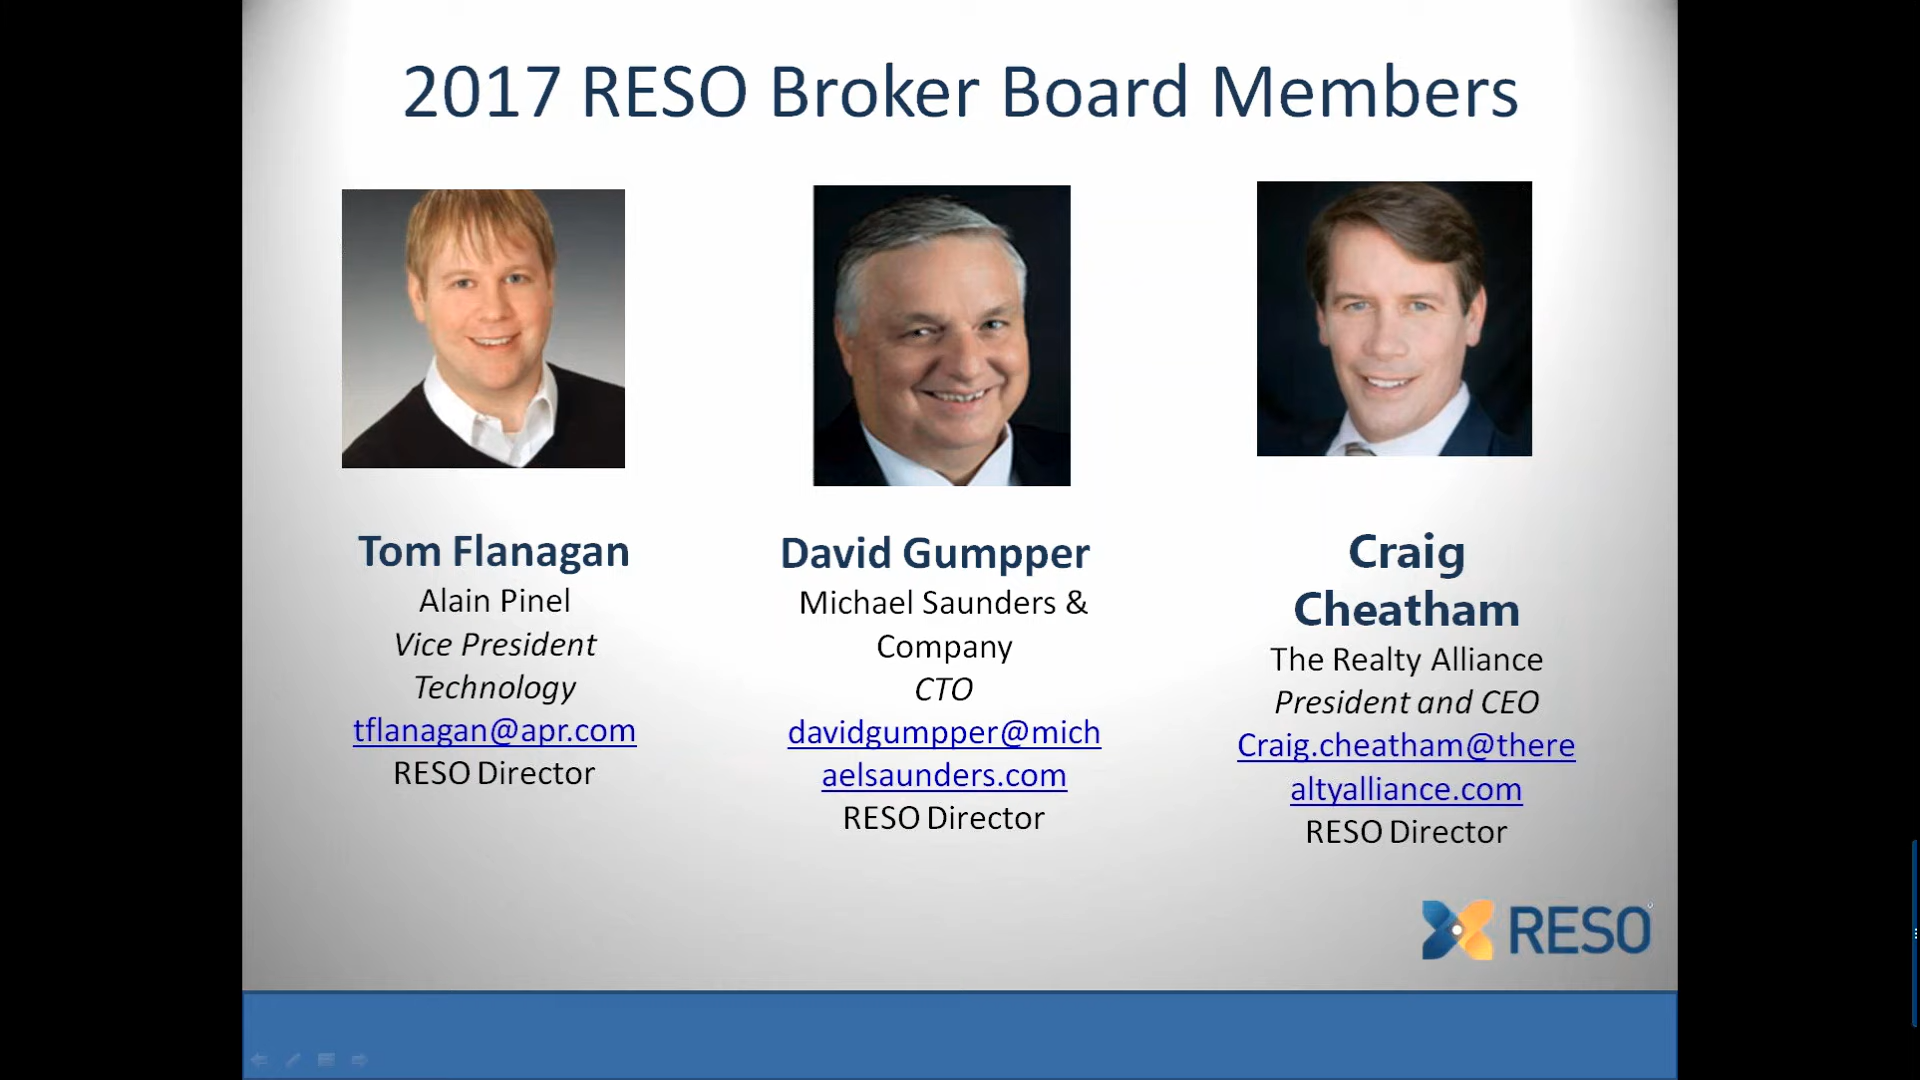 2017 RESO Broker Board Members
Tom Flanagan
Alain Pinel
Vice President
Technology
tflanagan@apr.com
RESO Director
David Gumpper
Michael Saunders &
Company
CTO
davidgumpper@mich
aelsaunders.com
RESO Director
Craig
Cheatham
The Realty Alliance
President and CEO
Craig.cheatham@there
altyalliance.com
RESO Director
RESO